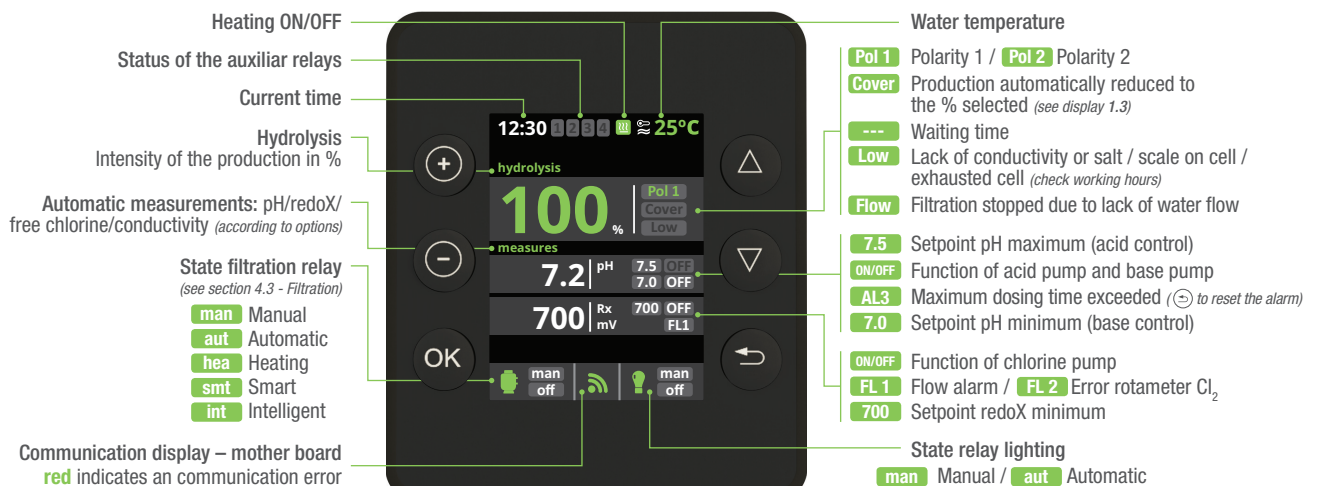 Heating ON/OFF
Status of the auxiliar relays
Current time
Hydrolysis
Intensity of the production in %
Automatic measurements: pH/redoX/
free chlorine/conductivity (according to options)
State filtration relay
(see section 4.3 - Filtration)
man Manual
aut Automatic
hea Heating
smt Smart
int Intelligent
Communication display – mother board
red indicates an communication error
12:30 1 2 3 4 25ºC
hydrolysis
100 %
Pol 1
Cover
Low
measures
7.2 pH
7.5 OFF
7.0 OFF
700 Rx mV
700 OFF
FL1
man
off
man
off
+
-
OK
Water temperature
Pol 1 Polarity 1 / Pol 2 Polarity 2
Cover Production automatically reduced to
the % selected (see display 1.3)
--- Waiting time
Low Lack of conductivity or salt / scale on cell /
exhausted cell (check working hours)
Flow Filtration stopped due to lack of water flow
7.5 Setpoint pH maximum (acid control)
ON/OFF Function of acid pump and base pump
AL3 Maximum dosing time exceeded ( to reset the alarm)
7.0 Setpoint pH minimum (base control)
ON/OFF Function of chlorine pump
FL 1 Flow alarm / FL 2 Error rotameter Cl2
700 Setpoint redoX minimum
State relay lighting
man Manual / aut Automatic